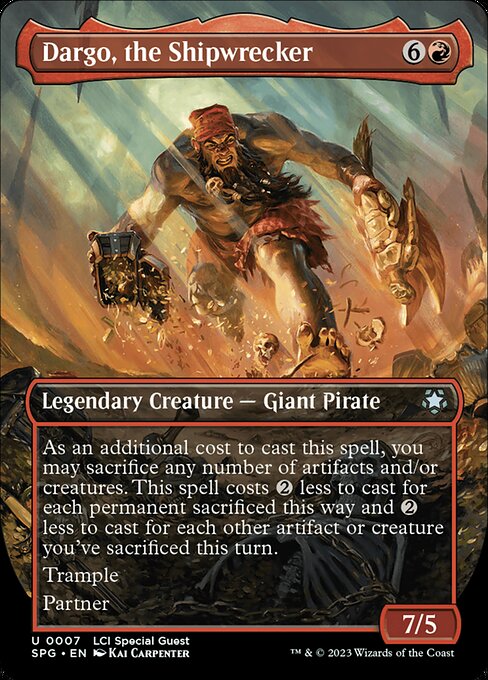 Dargo, the Shipwrecker 6
Legendary Creature — Giant Pirate
As an additional cost to cast this spell, you
may sacrifice any number of artifacts and/or
creatures. This spell costs 2 less to cast for
each permanent sacrificed this way and 2
less to cast for each other artifact or creature
you've sacrificed this turn.
Trample
Partner
7/5
U 0007 LCI Special Guest
SPG • EN Kai Carpenter ™ & © 2023 Wizards of the Coast